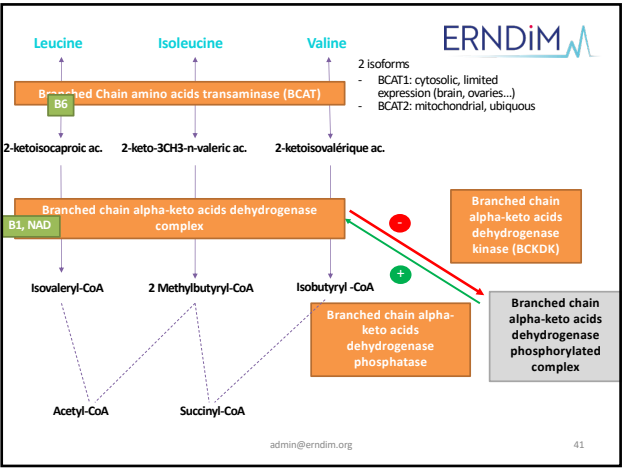 Leucine
Isoleucine
Valine
ERNDiM
2 isoforms
- BCAT1: cytosolic, limited
expression (brain, ovaries…)
- BCAT2: mitochondrial, ubiquous
Branched Chain amino acids transaminase (BCAT)
B6
2-ketoisocaproic ac.
2-keto-3CH3-n-valeric ac.
2-ketoisovalérique ac.
Branched chain alpha-keto acids dehydrogenase
complex
B1, NAD
-
+
Branched chain
alpha-keto acids
dehydrogenase
kinase (BCKDK)
Isovaleryl-CoA
2 Methylbutyryl-CoA
Isobutyryl -CoA
Branched chain alpha-
keto acids
dehydrogenase
phosphatase
Branched chain
alpha-keto acids
dehydrogenase
phosphorylated
complex
Acetyl-CoA
Succinyl-CoA
admin@erndim.org
41